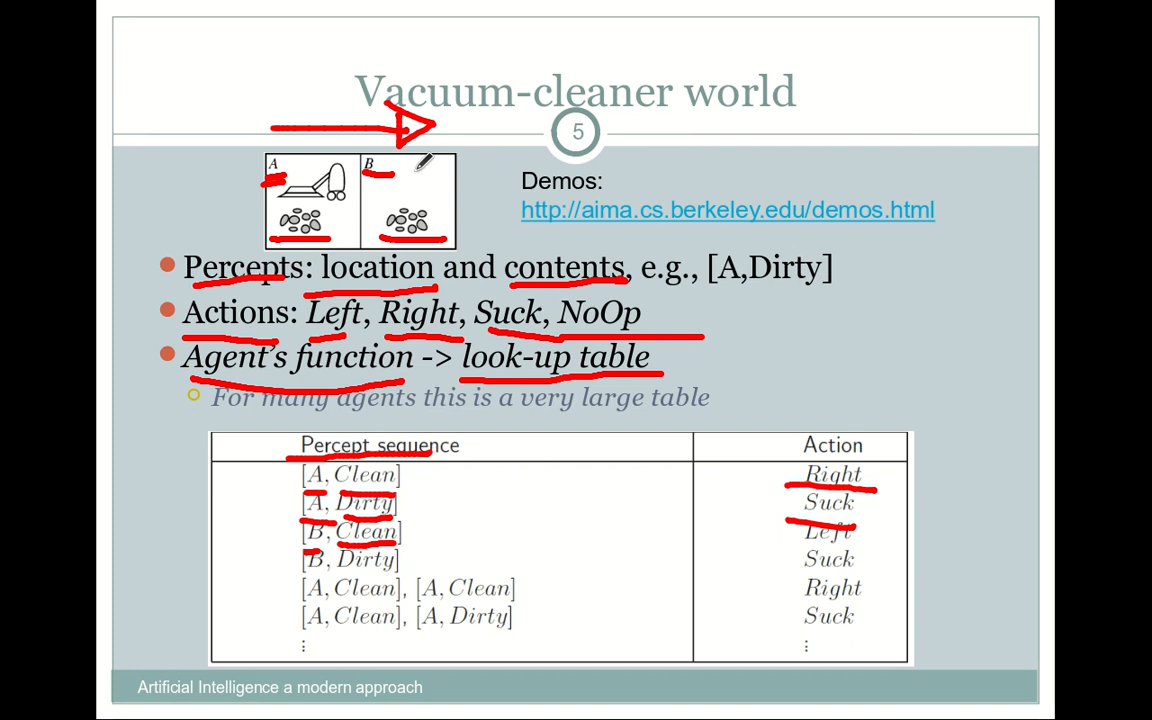 Vacuum-cleaner world
5
A B
Demos:
http://aima.cs.berkeley.edu/demos.html
Percepts: location and contents, e.g., [A,Dirty]
Actions: Left, Right, Suck, NoOp
Agent's function -> look-up table
For many agents this is a very large table
Percept sequence Action
[A, Clean] Right
[A, Dirty] Suck
[B, Clean] Left
[B, Dirty] Suck
[A, Clean], [A, Clean] Right
[A, Clean], [A, Dirty] Suck
⋮ ⋮
Artificial Intelligence a modern approach